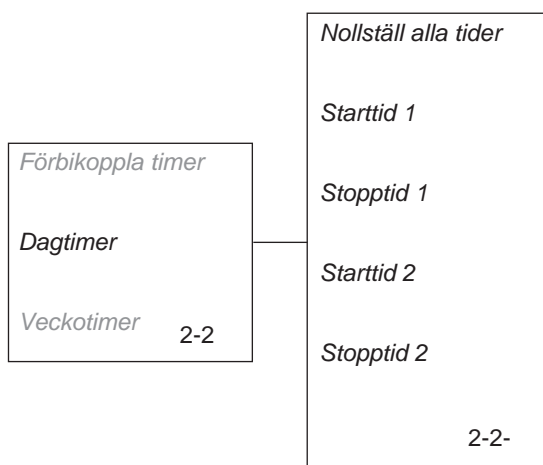 Förbikoppla timer
Dagtimer
Veckotimer
2-2
Nollställ alla tider
Starttid 1
Stopptid 1
Starttid 2
Stopptid 2
2-2-